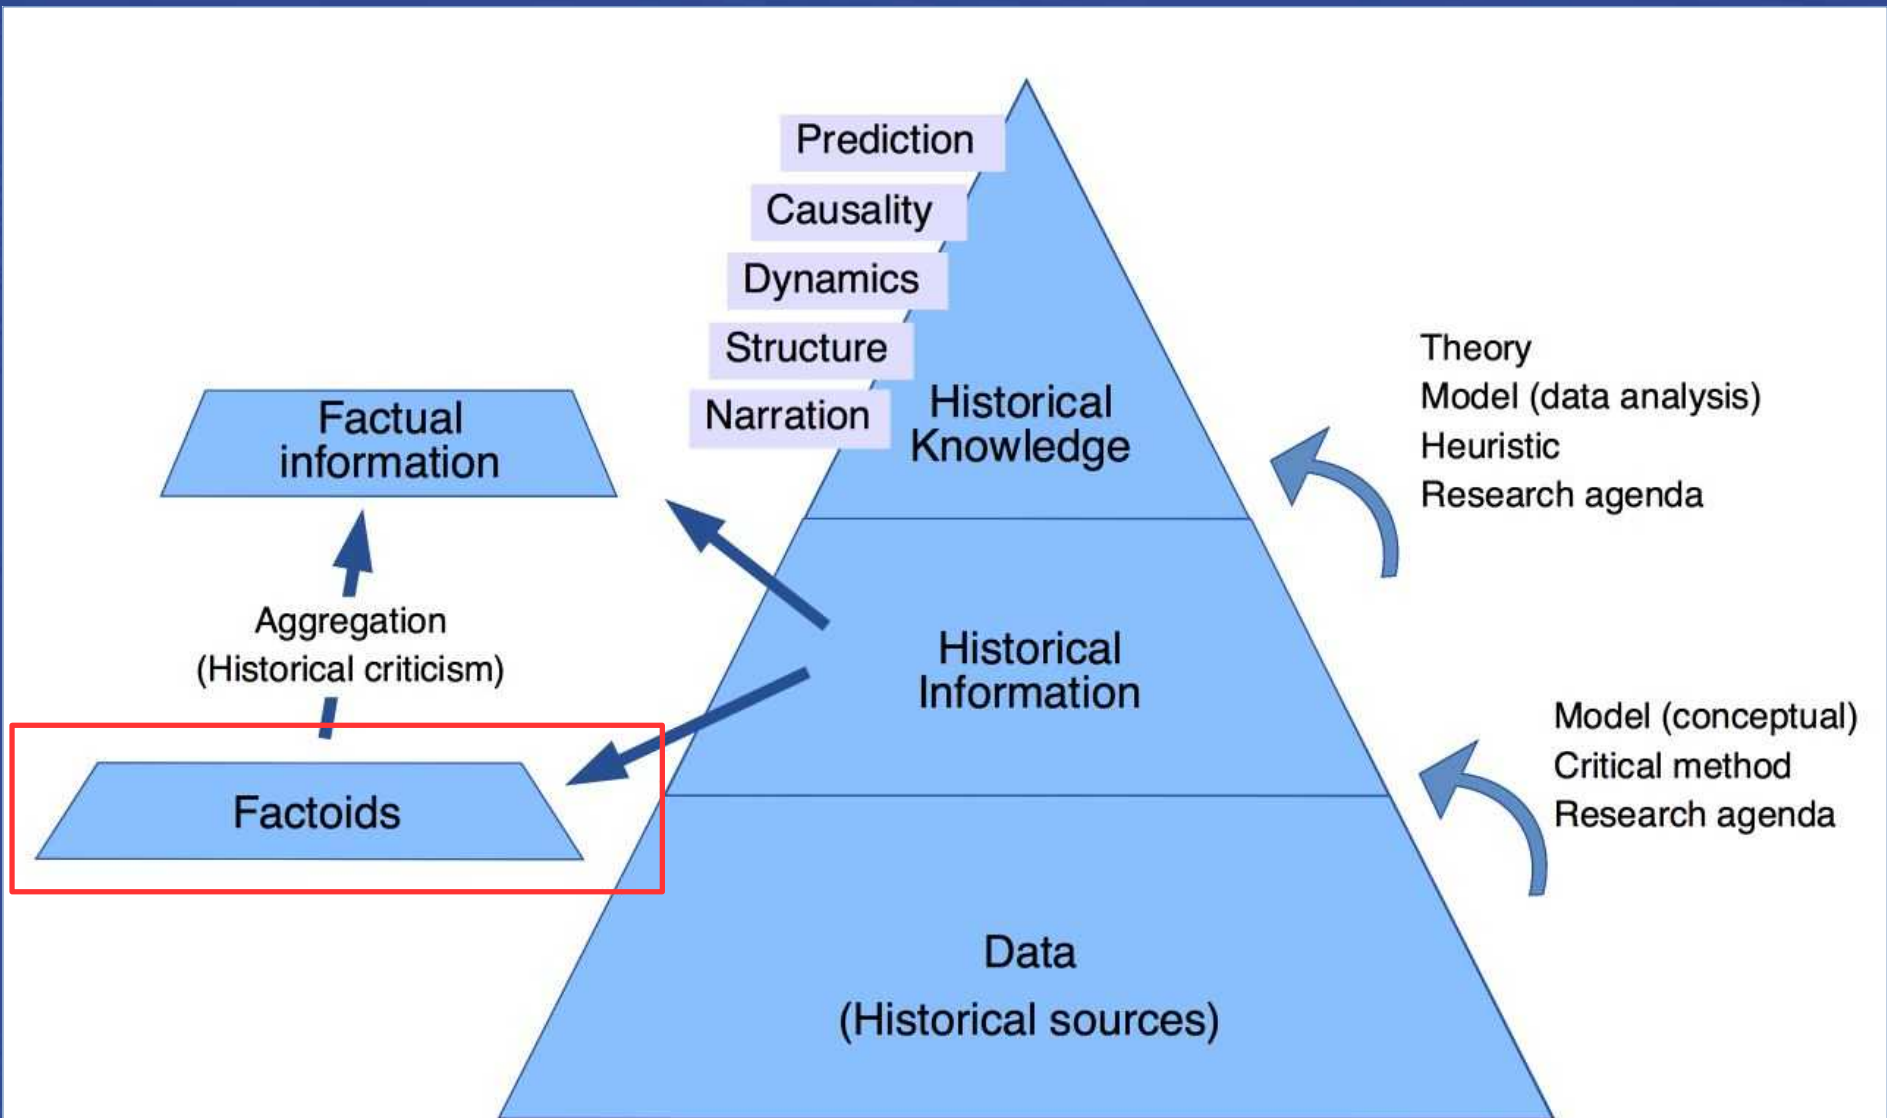 Prediction
Causality
Dynamics
Structure
Narration
Historical
Knowledge
Theory
Model (data analysis)
Heuristic
Research agenda
Factual
information
Aggregation
(Historical criticism)
Factoids
Historical
Information
Model (conceptual)
Critical method
Research agenda
Data
(Historical sources)